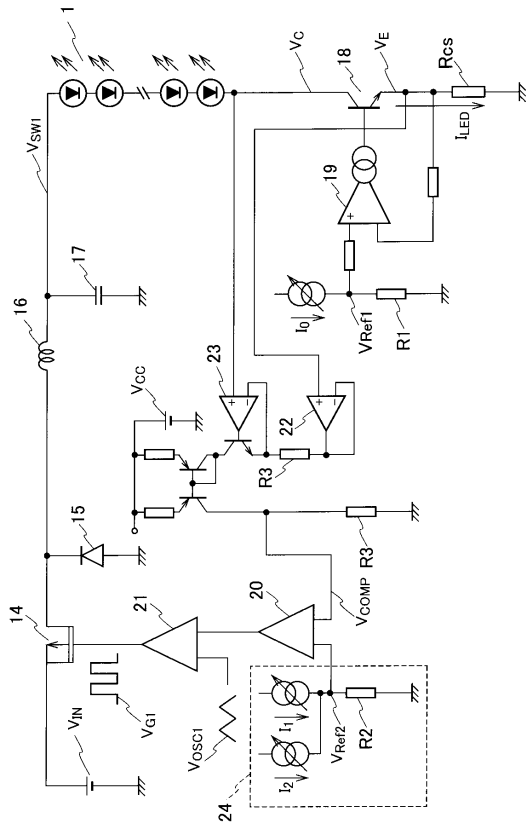 1
V_SW1
16
17
15
14
V_IN
V_G1
V_CC
V_C
18
V_E
23
19
+
-
+
21
20
V_OSC1
R3
22
+
-
I_0
V_Ref1
R1
I_LED
Rcs
R3
V_COMP
24
I_2
I_1
V_Ref2
R2